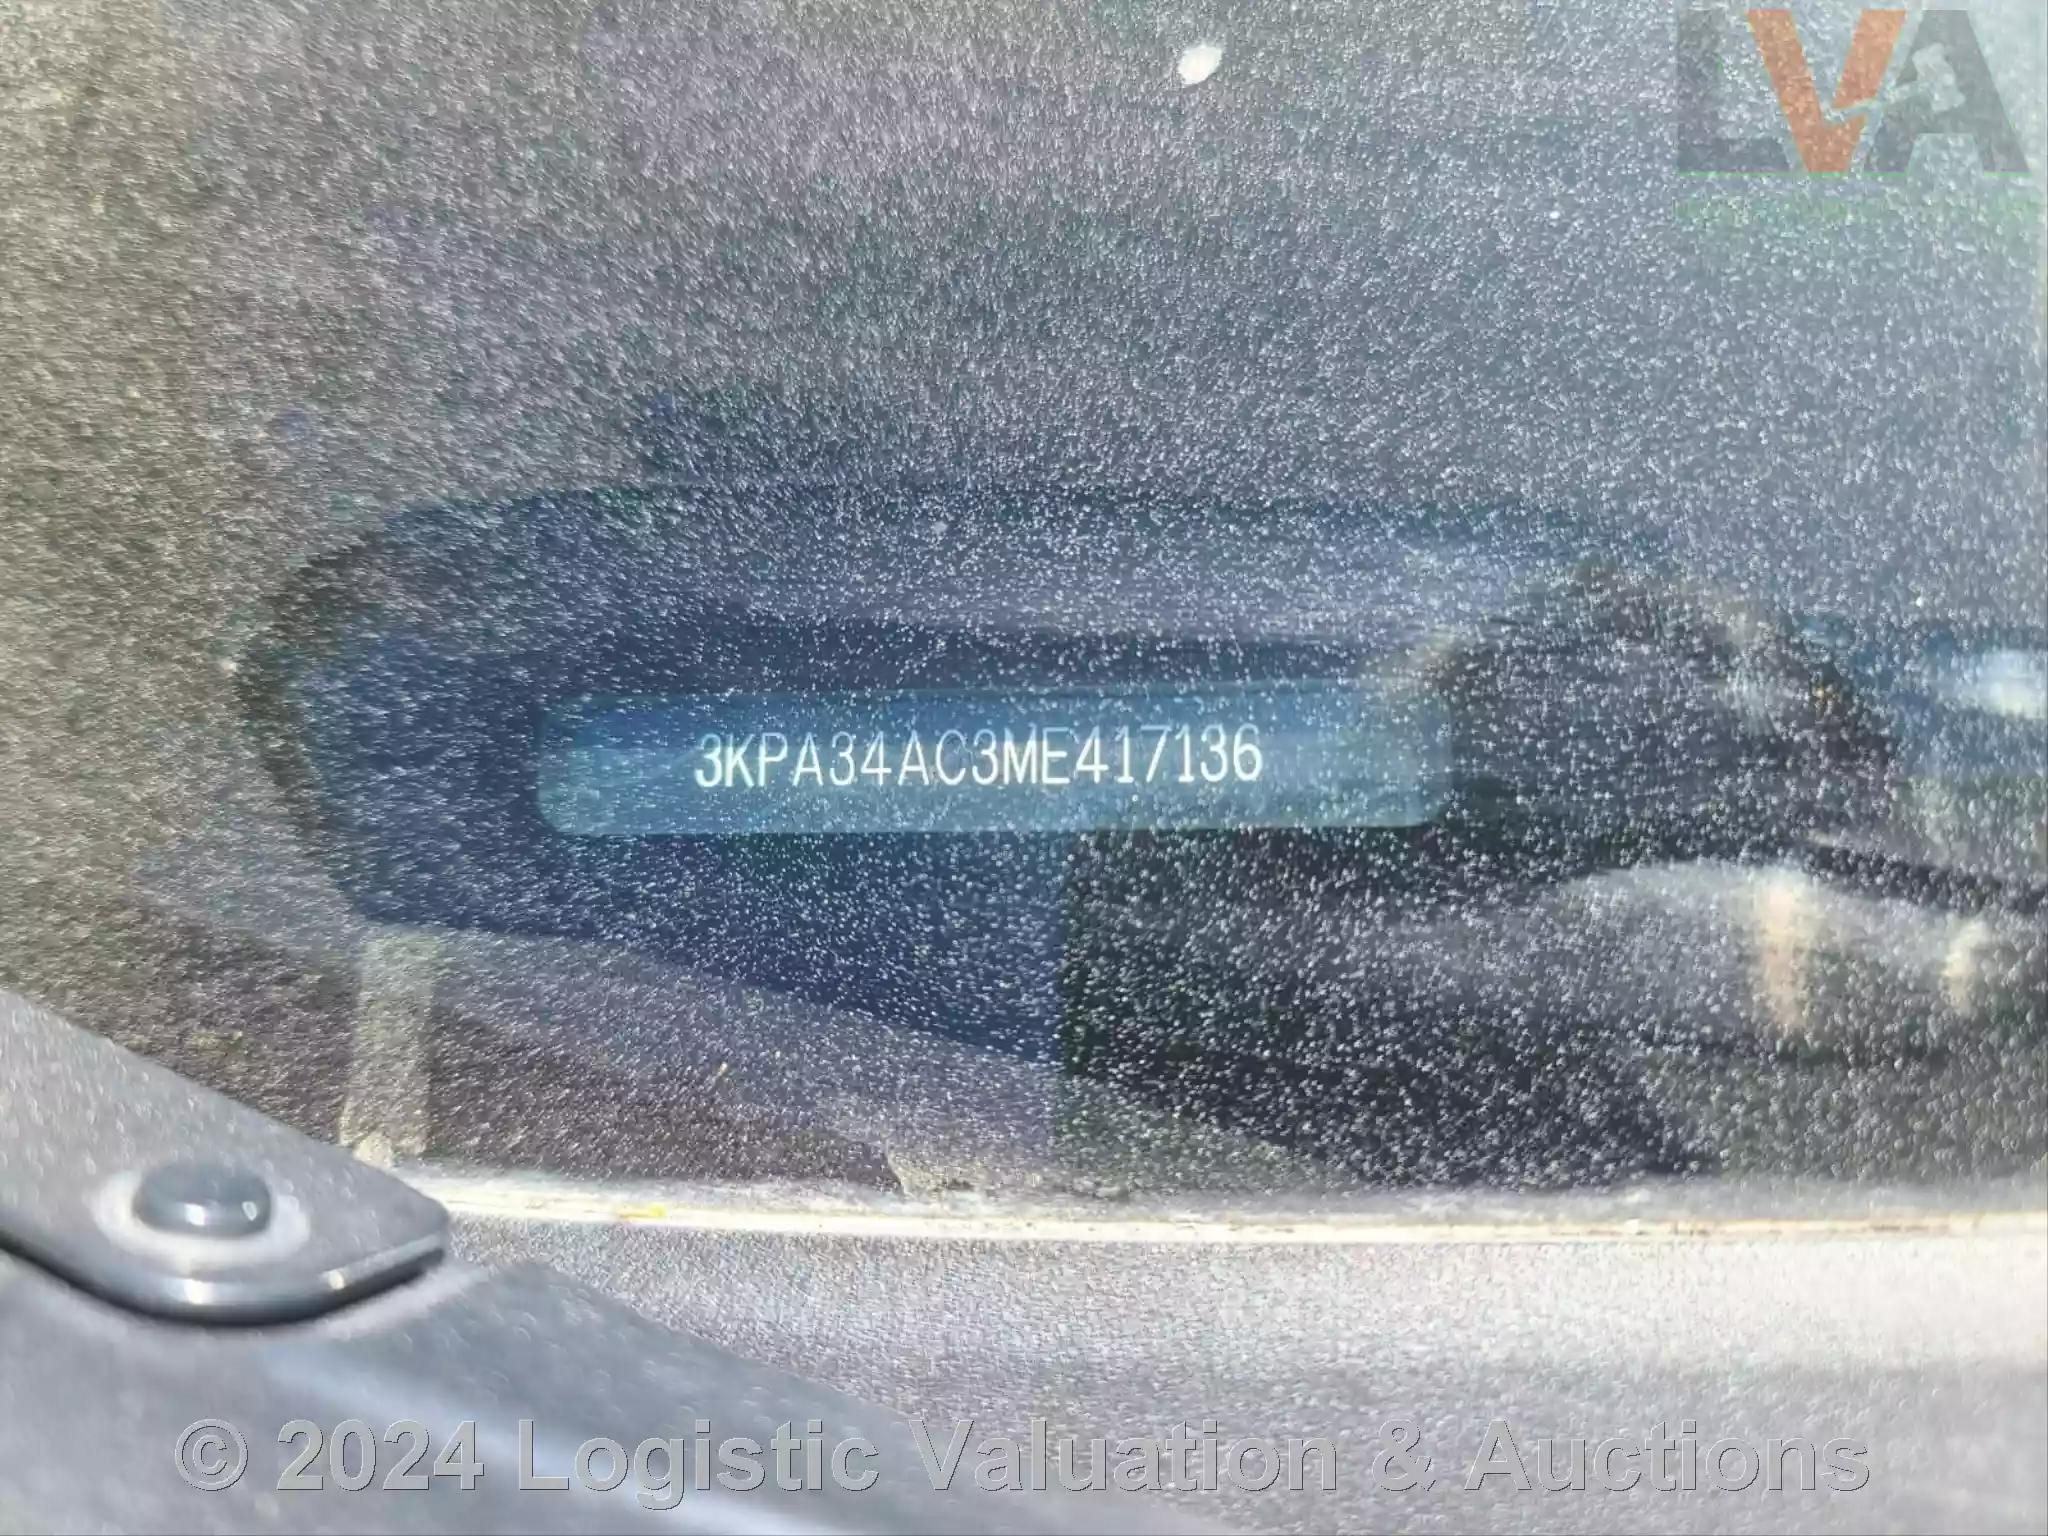 LVA
3KPA34AC3ME417136
© 2024 Logistic Valuation & Auctions